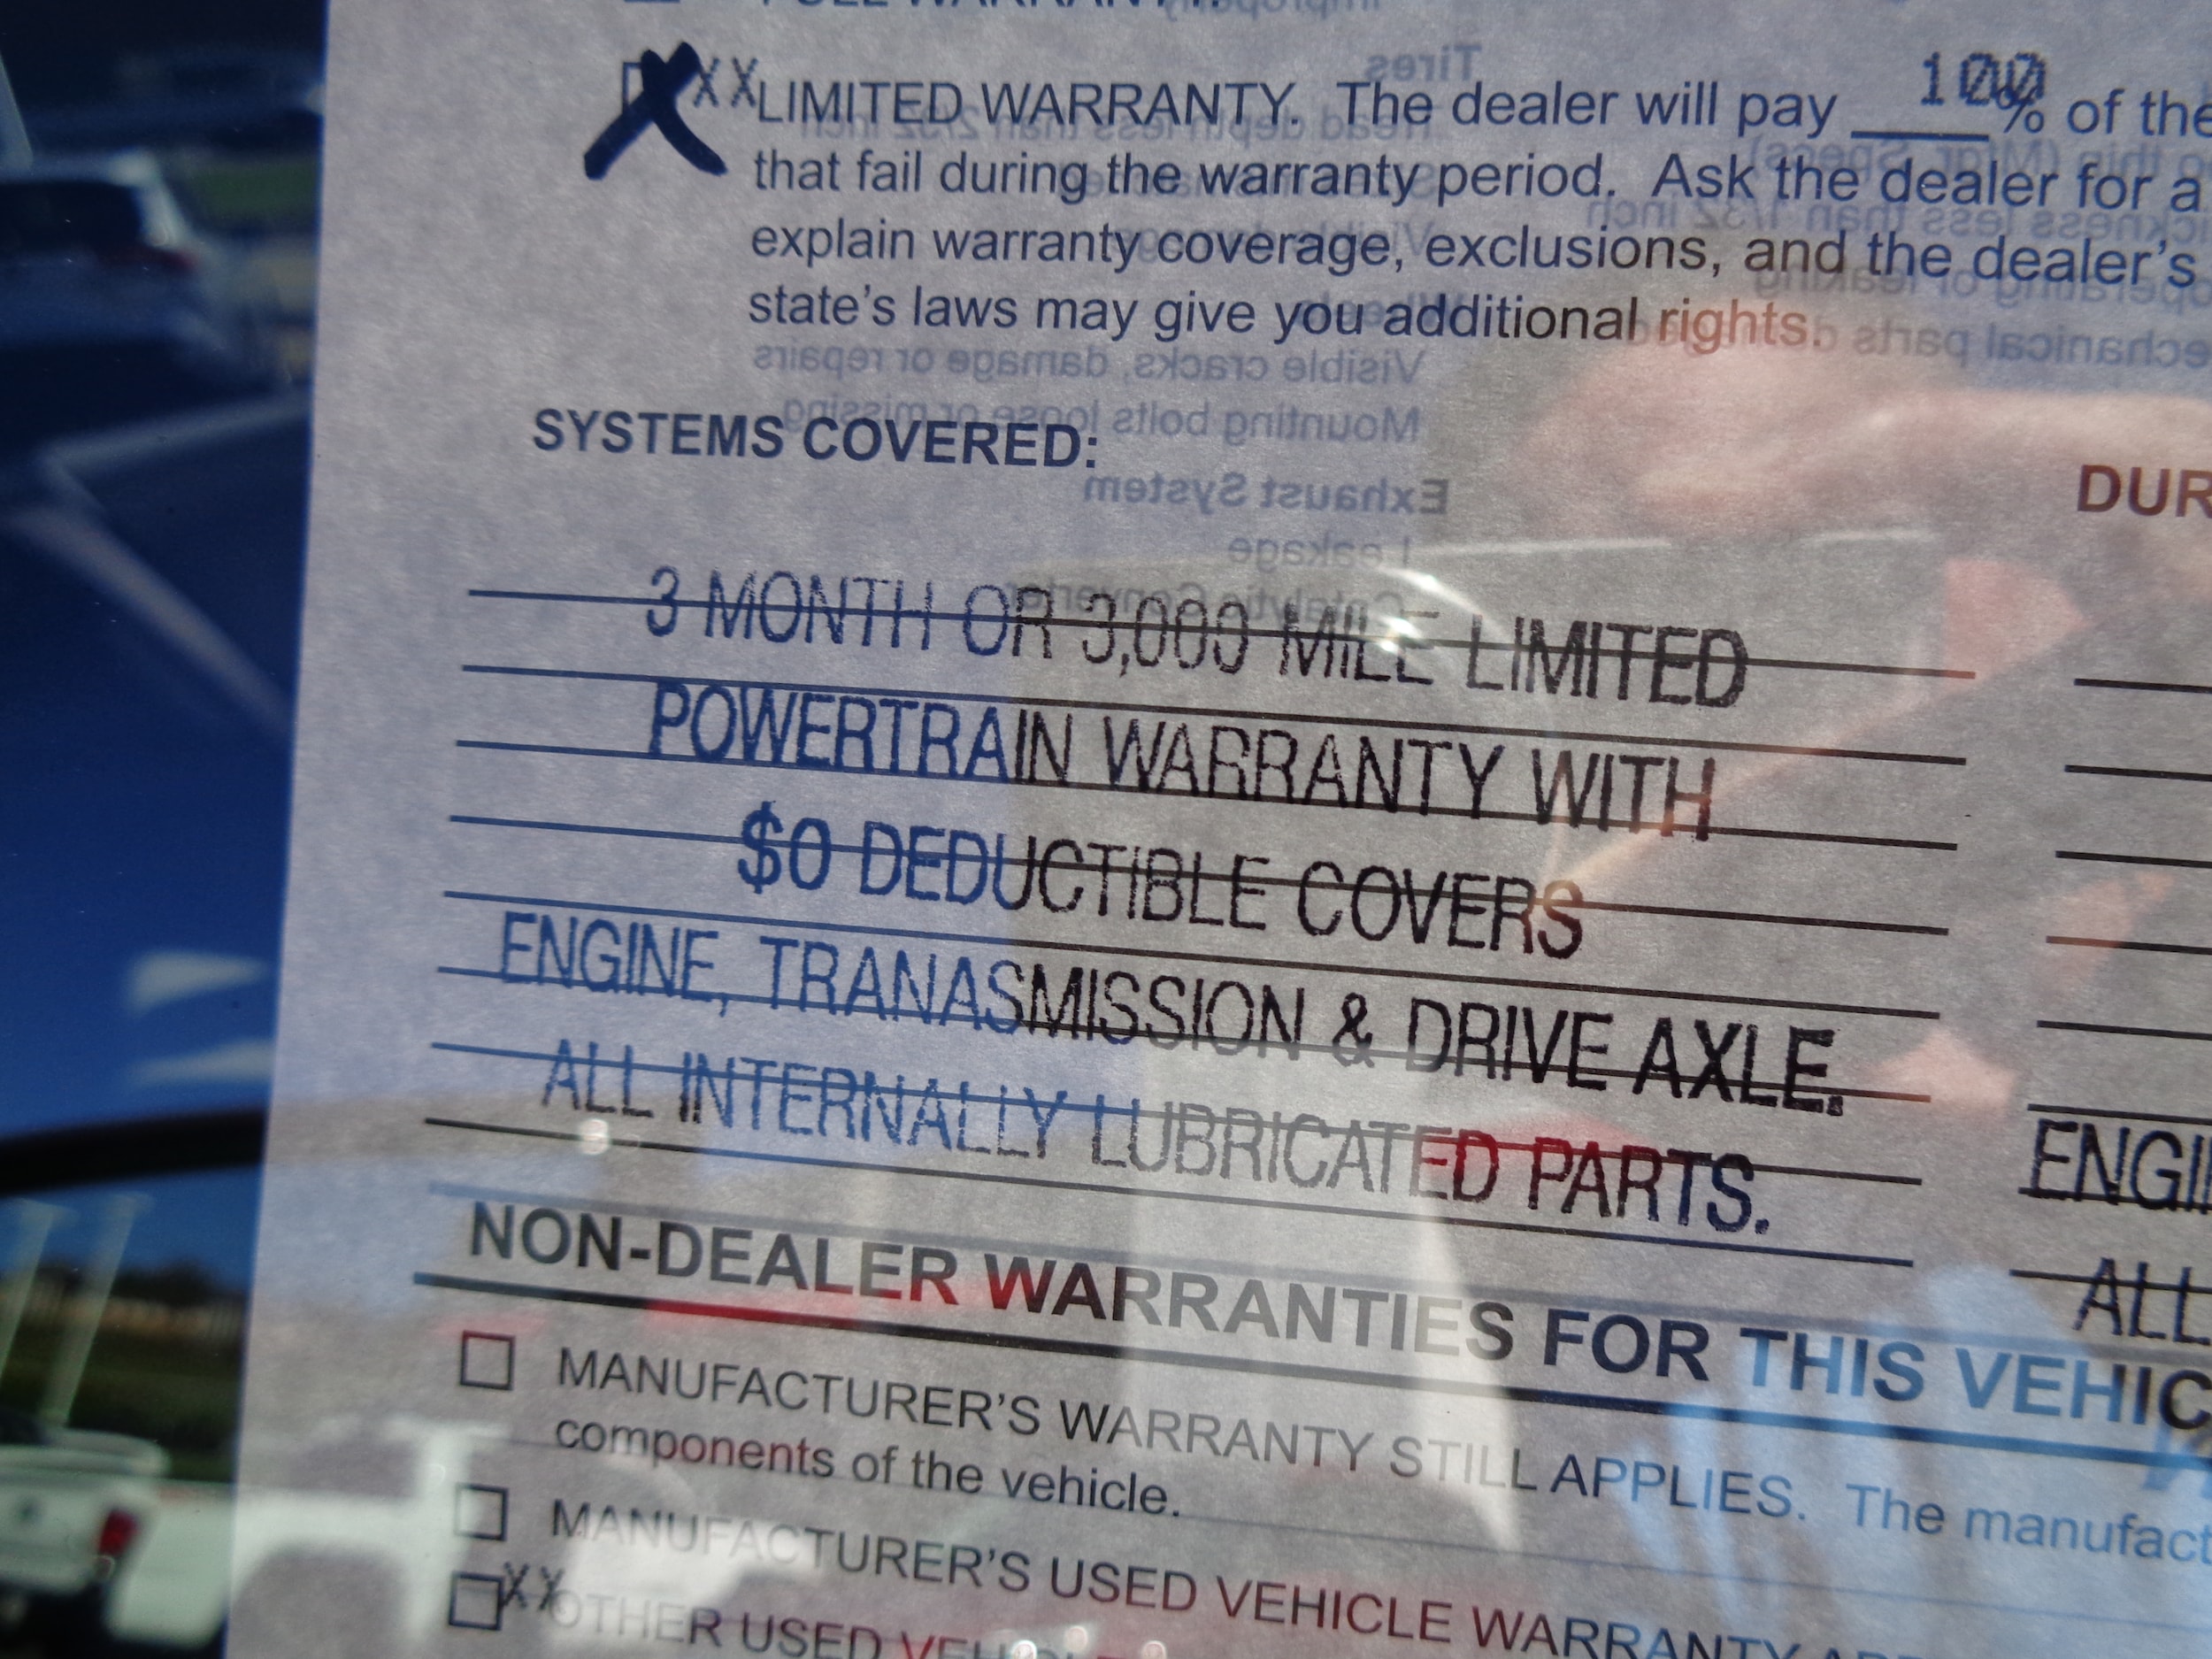 FULL WARRANTY.
XX LIMITED WARRANTY. The dealer will pay 100% of the
that fail during the warranty period. Ask the dealer for a
explain warranty coverage, exclusions, and the dealer's
state's laws may give you additional rights.
SYSTEMS COVERED:
DUR
3 MONTH OR 3,000 MILE LIMITED
POWERTRAIN WARRANTY WITH
$0 DEDUCTIBLE COVERS
ENGINE, TRANASMISSION & DRIVE AXLE.
ALL INTERNALLY LUBRICATED PARTS.
ENGI
ALL
NON-DEALER WARRANTIES FOR THIS VEHIC
MANUFACTURER'S WARRANTY STILL APPLIES. The manufact
components of the vehicle.
MANUFACTURER'S USED VEHICLE WARRANTY
XX OTHER USED